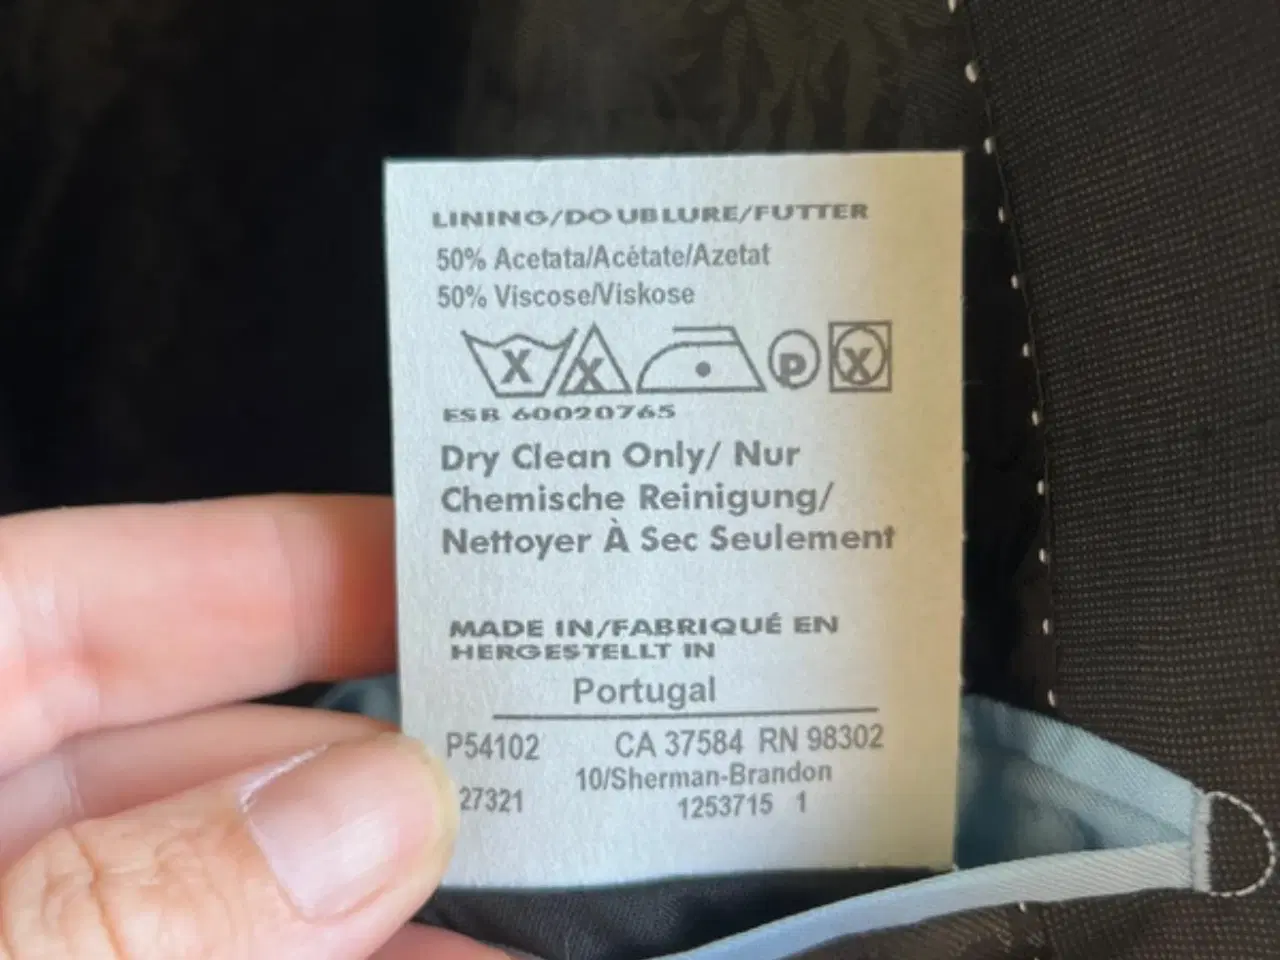 LINING/DOUBLURE/FUTTER
50% Acetata/Acétate/Azetat
50% Viscose/Viskose
X X P X
ESB 60020765
Dry Clean Only/ Nur
Chemische Reinigung/
Nettoyer À Sec Seulement
MADE IN/FABRIQUÉ EN
HERGESTELLT IN
Portugal
P54102 CA 37584 RN 98302
10/Sherman-Brandon
27321 1253715 1